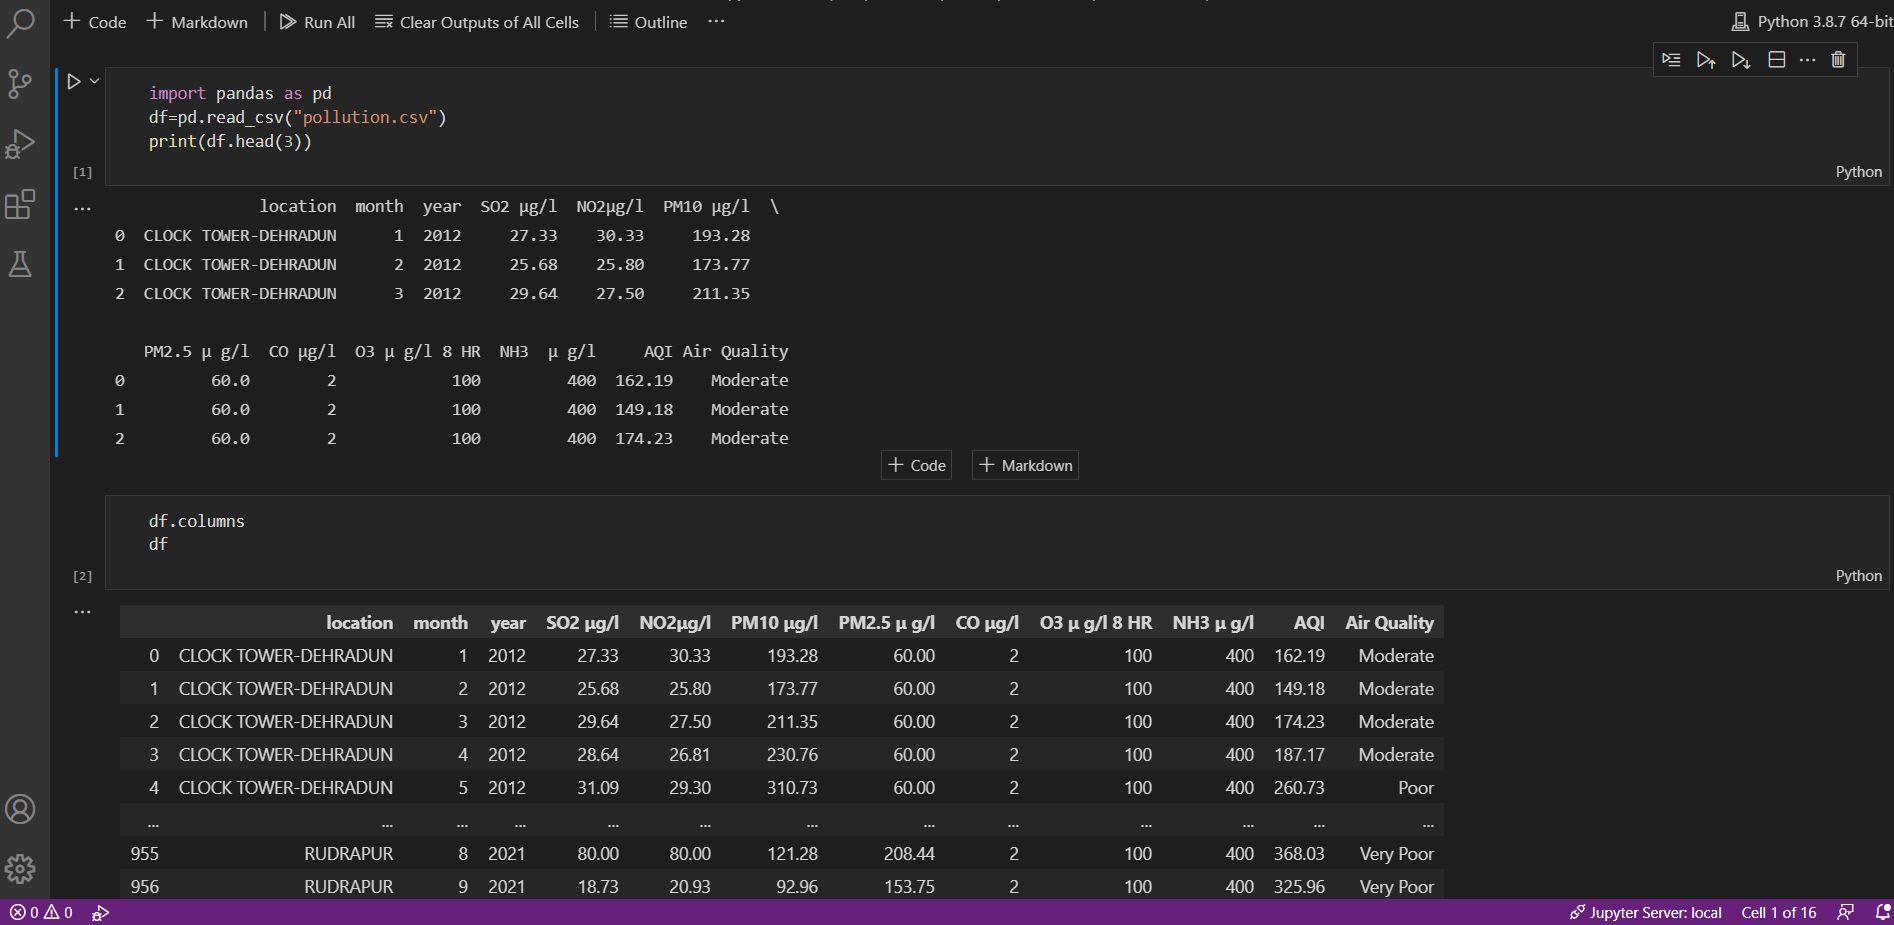 Code Markdown Run All Clear Outputs of All Cells Outline ... Python 3.8.7 64-bit
import pandas as pd
df=pd.read_csv("pollution.csv")
print(df.head(3))
[1] Python
... location month year SO2 µg/l NO2µg/l PM10 µg/l \
0 CLOCK TOWER-DEHRADUN 1 2012 27.33 30.33 193.28
1 CLOCK TOWER-DEHRADUN 2 2012 25.68 25.80 173.77
2 CLOCK TOWER-DEHRADUN 3 2012 29.64 27.50 211.35
PM2.5 µ g/l CO µg/l O3 µ g/l 8 HR NH3  µ g/l AQI Air Quality
0 60.0 2 100 400 162.19 Moderate
1 60.0 2 100 400 149.18 Moderate
2 60.0 2 100 400 174.23 Moderate
Code Markdown
df.columns
df
[2] Python
...
location month year SO2 µg/l NO2µg/l PM10 µg/l PM2.5 µ g/l CO µg/l O3 µ g/l 8 HR NH3 µ g/l AQI Air Quality
0 CLOCK TOWER-DEHRADUN 1 2012 27.33 30.33 193.28 60.00 2 100 400 162.19 Moderate
1 CLOCK TOWER-DEHRADUN 2 2012 25.68 25.80 173.77 60.00 2 100 400 149.18 Moderate
2 CLOCK TOWER-DEHRADUN 3 2012 29.64 27.50 211.35 60.00 2 100 400 174.23 Moderate
3 CLOCK TOWER-DEHRADUN 4 2012 28.64 26.81 230.76 60.00 2 100 400 187.17 Moderate
4 CLOCK TOWER-DEHRADUN 5 2012 31.09 29.30 310.73 60.00 2 100 400 260.73 Poor
... ... ... ... ... ... ... ... ... ... ... ... ...
955 RUDRAPUR 8 2021 80.00 80.00 121.28 208.44 2 100 400 368.03 Very Poor
956 RUDRAPUR 9 2021 18.73 20.93 92.96 153.75 2 100 400 325.96 Very Poor
0 0 Jupyter Server: local Cell 1 of 16